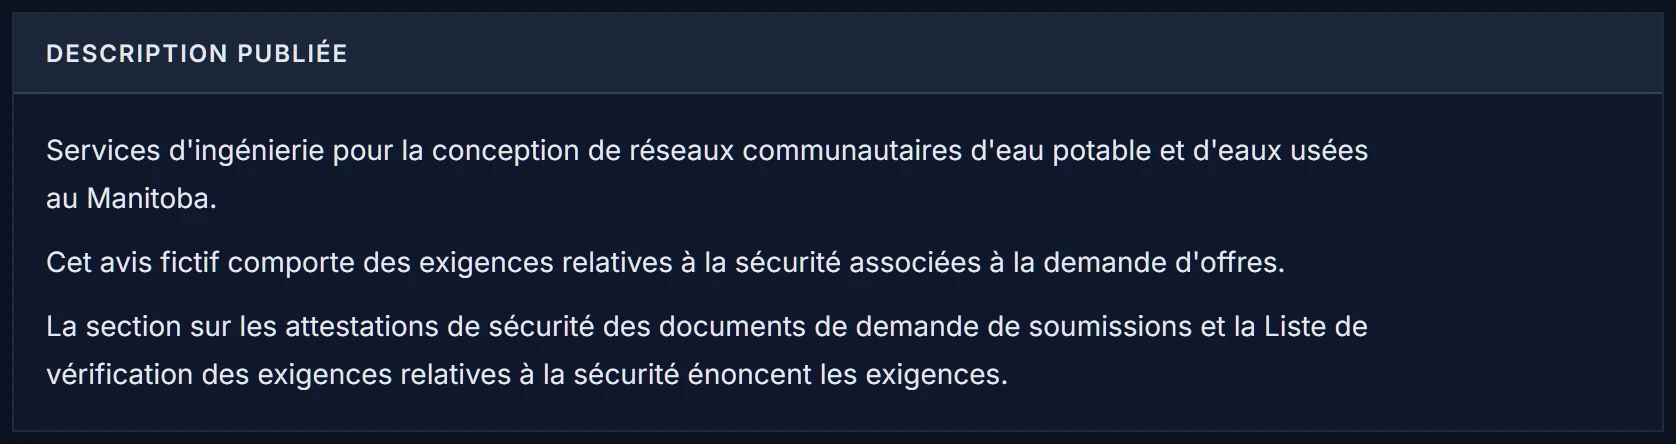 DESCRIPTION PUBLIÉE
Services d'ingénierie pour la conception de réseaux communautaires d'eau potable et d'eaux usées
au Manitoba.
Cet avis fictif comporte des exigences relatives à la sécurité associées à la demande d'offres.
La section sur les attestations de sécurité des documents de demande de soumissions et la Liste de
vérification des exigences relatives à la sécurité énoncent les exigences.